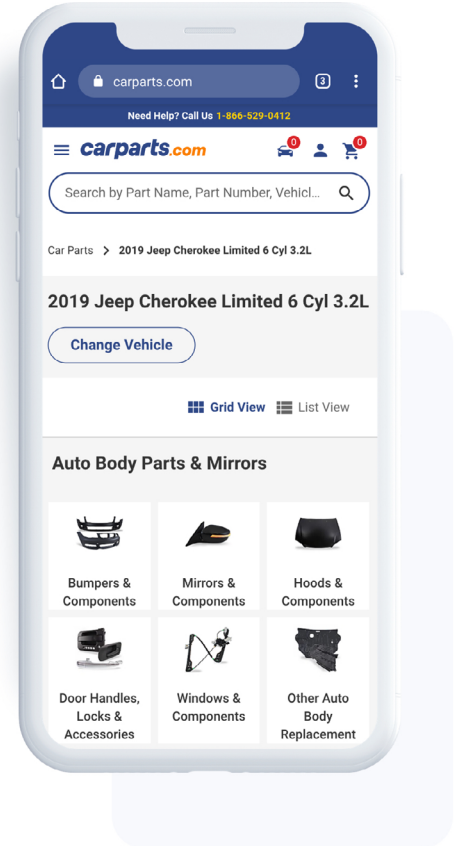 carparts.com
3
Need Help? Call Us 1-866-529-0412
carparts.com
0
0
Search by Part Name, Part Number, Vehicl...
Car Parts > 2019 Jeep Cherokee Limited 6 Cyl 3.2L
2019 Jeep Cherokee Limited 6 Cyl 3.2L
Change Vehicle
Grid View
List View
Auto Body Parts & Mirrors
Bumpers &
Components
Mirrors &
Components
Hoods &
Components
Door Handles,
Locks &
Accessories
Windows &
Components
Other Auto
Body
Replacement